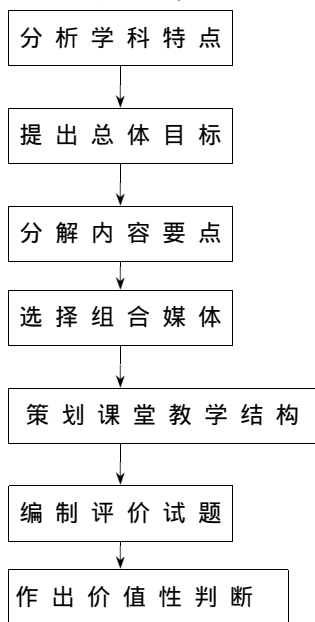 分析学科特点
提出总体目标
分解内容要点
选择组合媒体
策划课堂教学结构
编制评价试题
作出价值性判断